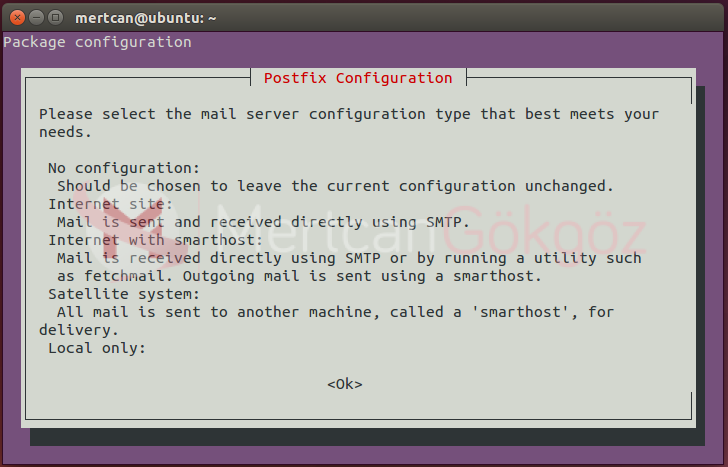 mertcan@ubuntu: ~
Package configuration
Postfix Configuration
Please select the mail server configuration type that best meets your
needs.
No configuration:
Should be chosen to leave the current configuration unchanged.
Internet site:
Mail is sent and received directly using SMTP.
Internet with smarthost:
MertcanGökgöz
Mail is received directly using SMTP or by running a utility such
as fetchmail. Outgoing mail is sent using a smarthost.
Satellite system:
All mail is sent to another machine, called a 'smarthost', for
delivery.
Local only:
<Ok>